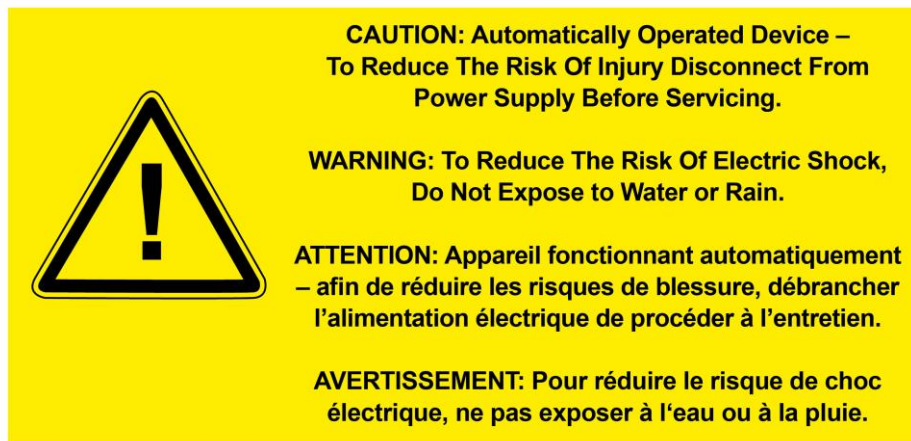 CAUTION: Automatically Operated Device –
To Reduce The Risk Of Injury Disconnect From
Power Supply Before Servicing.
WARNING: To Reduce The Risk Of Electric Shock,
Do Not Expose to Water or Rain.
ATTENTION: Appareil fonctionnant automatiquement
– afin de réduire les risques de blessure, débrancher
l’alimentation électrique de procéder à l’entretien.
AVERTISSEMENT: Pour réduire le risque de choc
électrique, ne pas exposer à l‘eau ou à la pluie.